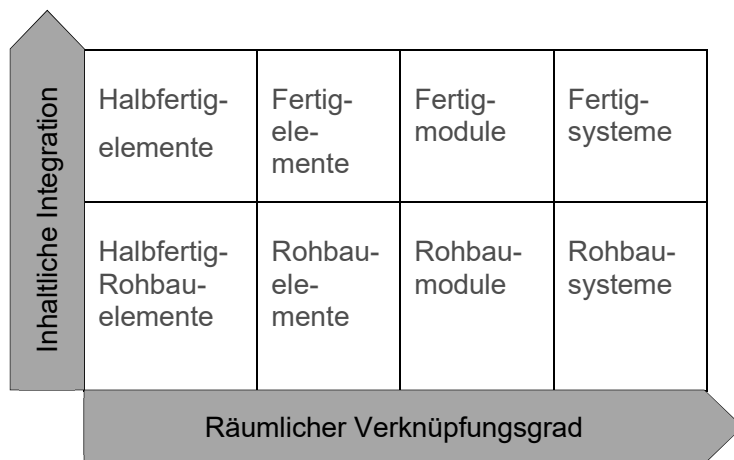 Inhaltliche Integration
Halbfertig-
elemente
Fertig-
ele-
mente
Fertig-
module
Fertig-
systeme
Halbfertig-
Rohbau-
elemente
Rohbau-
ele-
mente
Rohbau-
module
Rohbau-
systeme
Räumlicher Verknüpfungsgrad